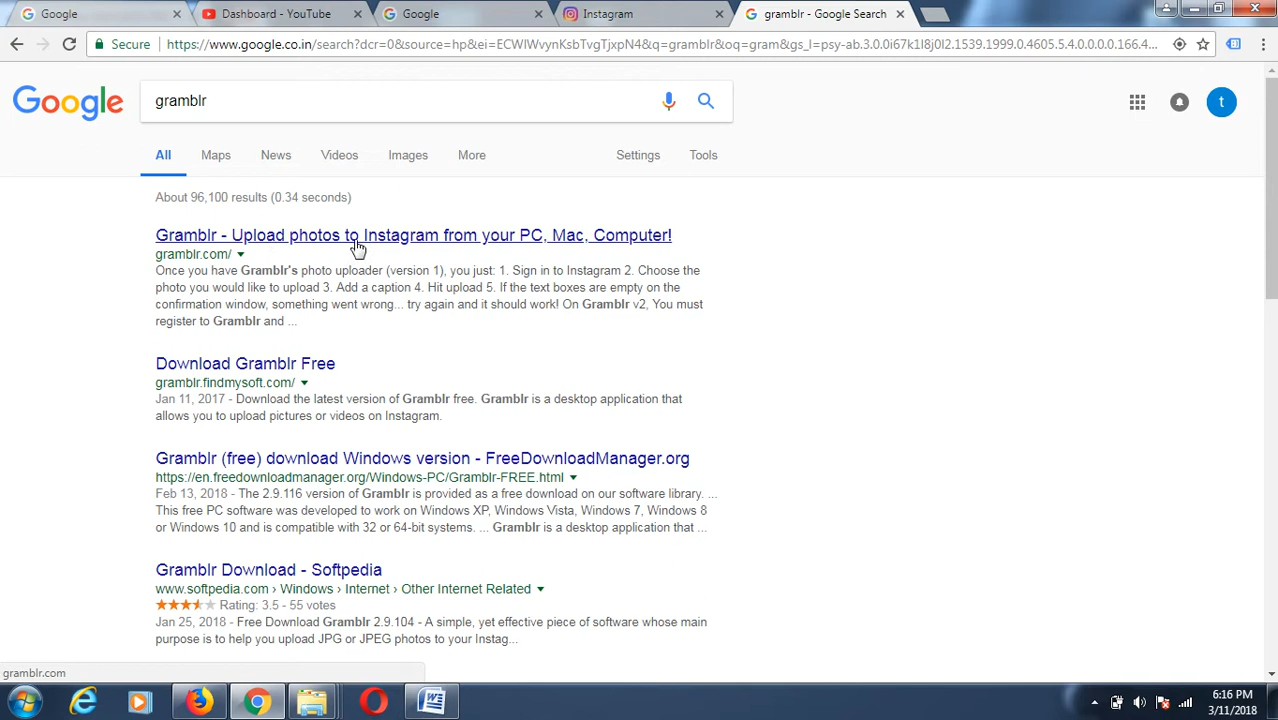 Google
Dashboard - YouTube
Google
Instagram
gramblr - Google Search
Secure
https://www.google.co.in/search?dcr=0&source=hp&ei=ECWlWvynKsbTvgTjxpN4&q=gramblr&oq=gram&gs_l=psy-ab.3.0.0i67k1l8j0l2.1539.1999.0.4605.5.4.0.0.0.0.166.4...
Google
gramblr
t
All
Maps
News
Videos
Images
More
Settings
Tools
About 96,100 results (0.34 seconds)
Gramblr - Upload photos to Instagram from your PC, Mac, Computer!
gramblr.com/
Once you have Gramblr's photo uploader (version 1), you just: 1. Sign in to Instagram 2. Choose the
photo you would like to upload 3. Add a caption 4. Hit upload 5. If the text boxes are empty on the
confirmation window, something went wrong... try again and it should work! On Gramblr v2, You must
register to Gramblr and ...
Download Gramblr Free
gramblr.findmysoft.com/
Jan 11, 2017 - Download the latest version of Gramblr free. Gramblr is a desktop application that
allows you to upload pictures or videos on Instagram.
Gramblr (free) download Windows version - FreeDownloadManager.org
https://en.freedownloadmanager.org/Windows-PC/Gramblr-FREE.html
Feb 13, 2018 - The 2.9.116 version of Gramblr is provided as a free download on our software library. ...
This free PC software was developed to work on Windows XP, Windows Vista, Windows 7, Windows 8
or Windows 10 and is compatible with 32 or 64-bit systems. ... Gramblr is a desktop application that ...
Gramblr Download - Softpedia
www.softpedia.com › Windows › Internet › Other Internet Related
Rating: 3.5 - 55 votes
Jan 25, 2018 - Free Download Gramblr 2.9.104 - A simple, yet effective piece of software whose main
purpose is to help you upload JPG or JPEG photos to your Instag...
gramblr.com
6:16 PM
3/11/2018